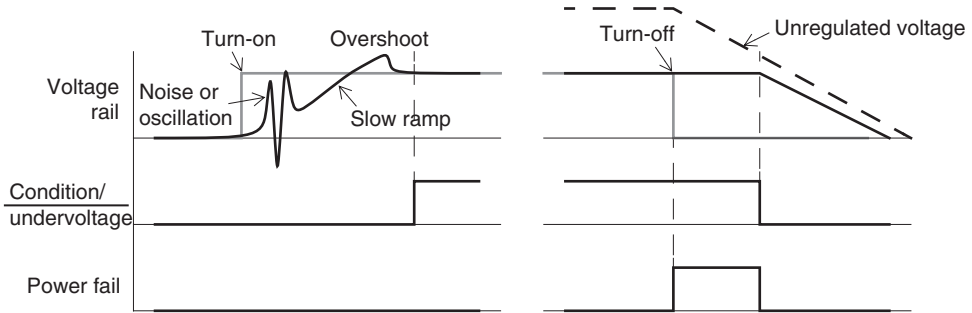 Turn-on
Overshoot
Turn-off
Unregulated voltage
Voltage
rail
Noise or
oscillation
Slow ramp
Condition/
undervoltage
Power fail